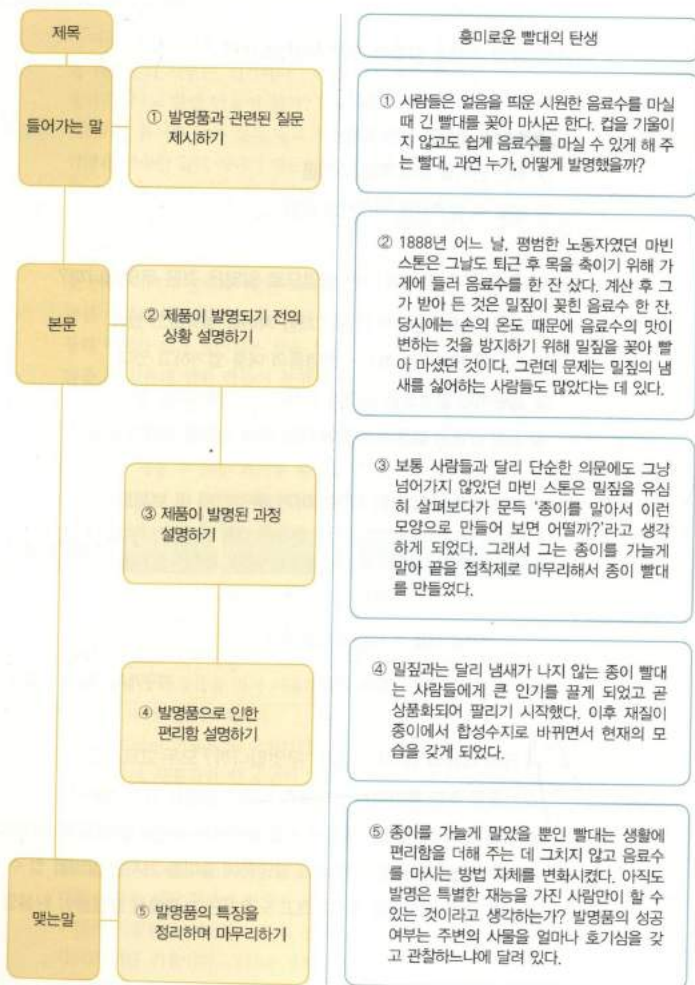 제목
들어가는 말
① 발명품과 관련된 질문
제시하기
본문
② 제품이 발명되기 전의
상황 설명하기
③ 제품이 발명된 과정
설명하기
④ 발명품으로 인한
편리함 설명하기
맺는말
⑤ 발명품의 특징을
정리하며 마무리하기
흥미로운 빨대의 탄생
① 사람들은 얼음을 띄운 시원한 음료수를 마실
때 긴 빨대를 꽂아 마시곤 한다. 컵을 기울이
지 않고도 쉽게 음료수를 마실 수 있게 해 주
는 빨대, 과연 누가, 어떻게 발명했을까?
② 1888년 어느 날, 평범한 노동자였던 마빈
스톤은 그날도 퇴근 후 목을 축이기 위해 가
게에 들러 음료수를 한 잔 샀다. 계산 후 그
가 받아 든 것은 밀짚이 꽂힌 음료수 한 잔.
당시에는 손의 온도 때문에 음료수의 맛이
변하는 것을 방지하기 위해 밀짚을 꽂아 빨
아 마셨던 것이다. 그런데 문제는 밀짚의 냄
새를 싫어하는 사람들도 많았다는 데 있다.
③ 보통 사람들과 달리 단순한 의문에도 그냥
넘어가지 않았던 마빈 스톤은 밀짚을 유심
히 살펴보다가 문득 ‘종이를 말아서 이런
모양으로 만들어 보면 어떨까?’라고 생각
하게 되었다. 그래서 그는 종이를 가늘게
말아 끝을 접착제로 마무리해서 종이 빨대
를 만들었다.
④ 밀짚과는 달리 냄새가 나지 않는 종이 빨대
는 사람들에게 큰 인기를 끌게 되었고 곧
상품화되어 팔리기 시작했다. 이후 재질이
종이에서 합성수지로 바뀌면서 현재의 모
습을 갖게 되었다.
⑤ 종이를 가늘게 말았을 뿐인 빨대는 생활에
편리함을 더해 주는 데 그치지 않고 음료수
를 마시는 방법 자체를 변화시켰다. 아직도
발명은 특별한 재능을 가진 사람만이 할 수
있는 것이라고 생각하는가? 발명품의 성공
여부는 주변의 사물을 얼마나 호기심을 갖
고 관찰하느냐에 달려 있다.